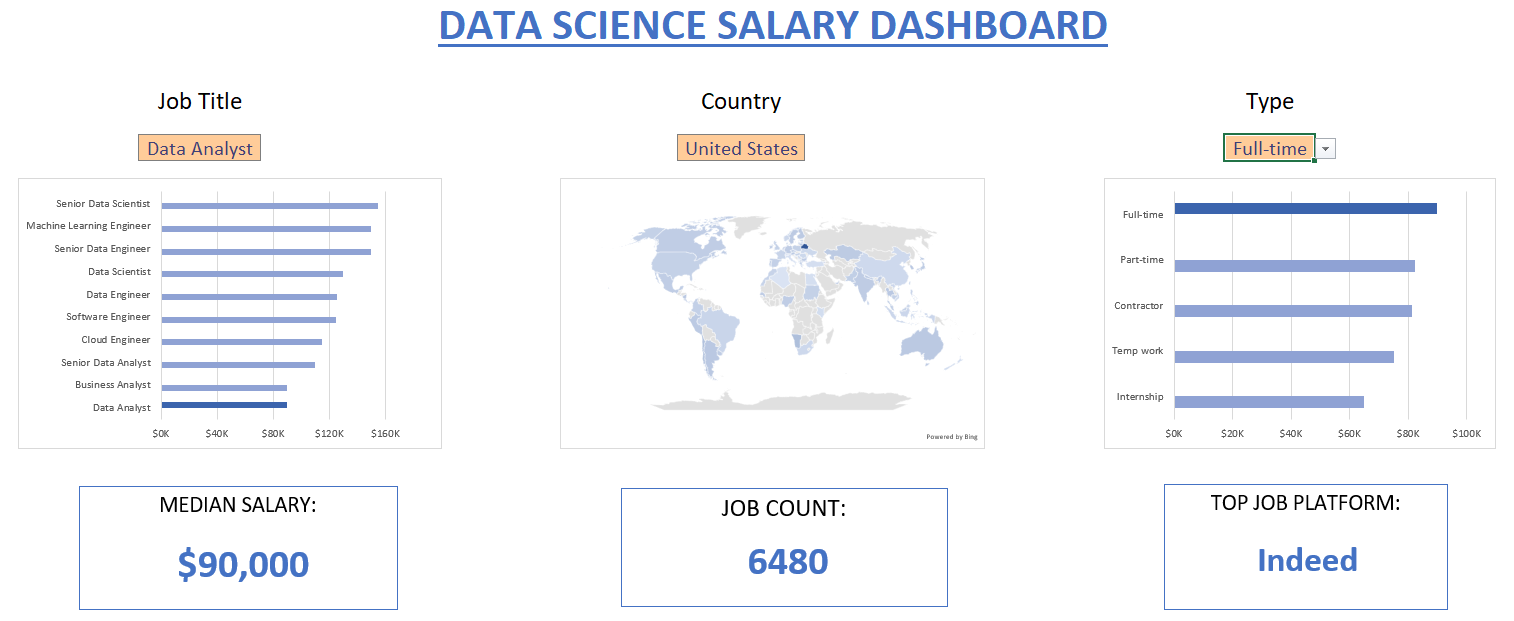 DATA SCIENCE SALARY DASHBOARD
Job Title
Country
Type
Data Analyst
United States
Full-time
Senior Data Scientist
Machine Learning Engineer
Senior Data Engineer
Data Scientist
Data Engineer
Software Engineer
Cloud Engineer
Senior Data Analyst
Business Analyst
Data Analyst
$0K $40K $80K $120K $160K
Powered by Bing
Full-time
Part-time
Contractor
Temp work
Internship
$0K $20K $40K $60K $80K $100K
MEDIAN SALARY:
$90,000
JOB COUNT:
6480
TOP JOB PLATFORM:
Indeed